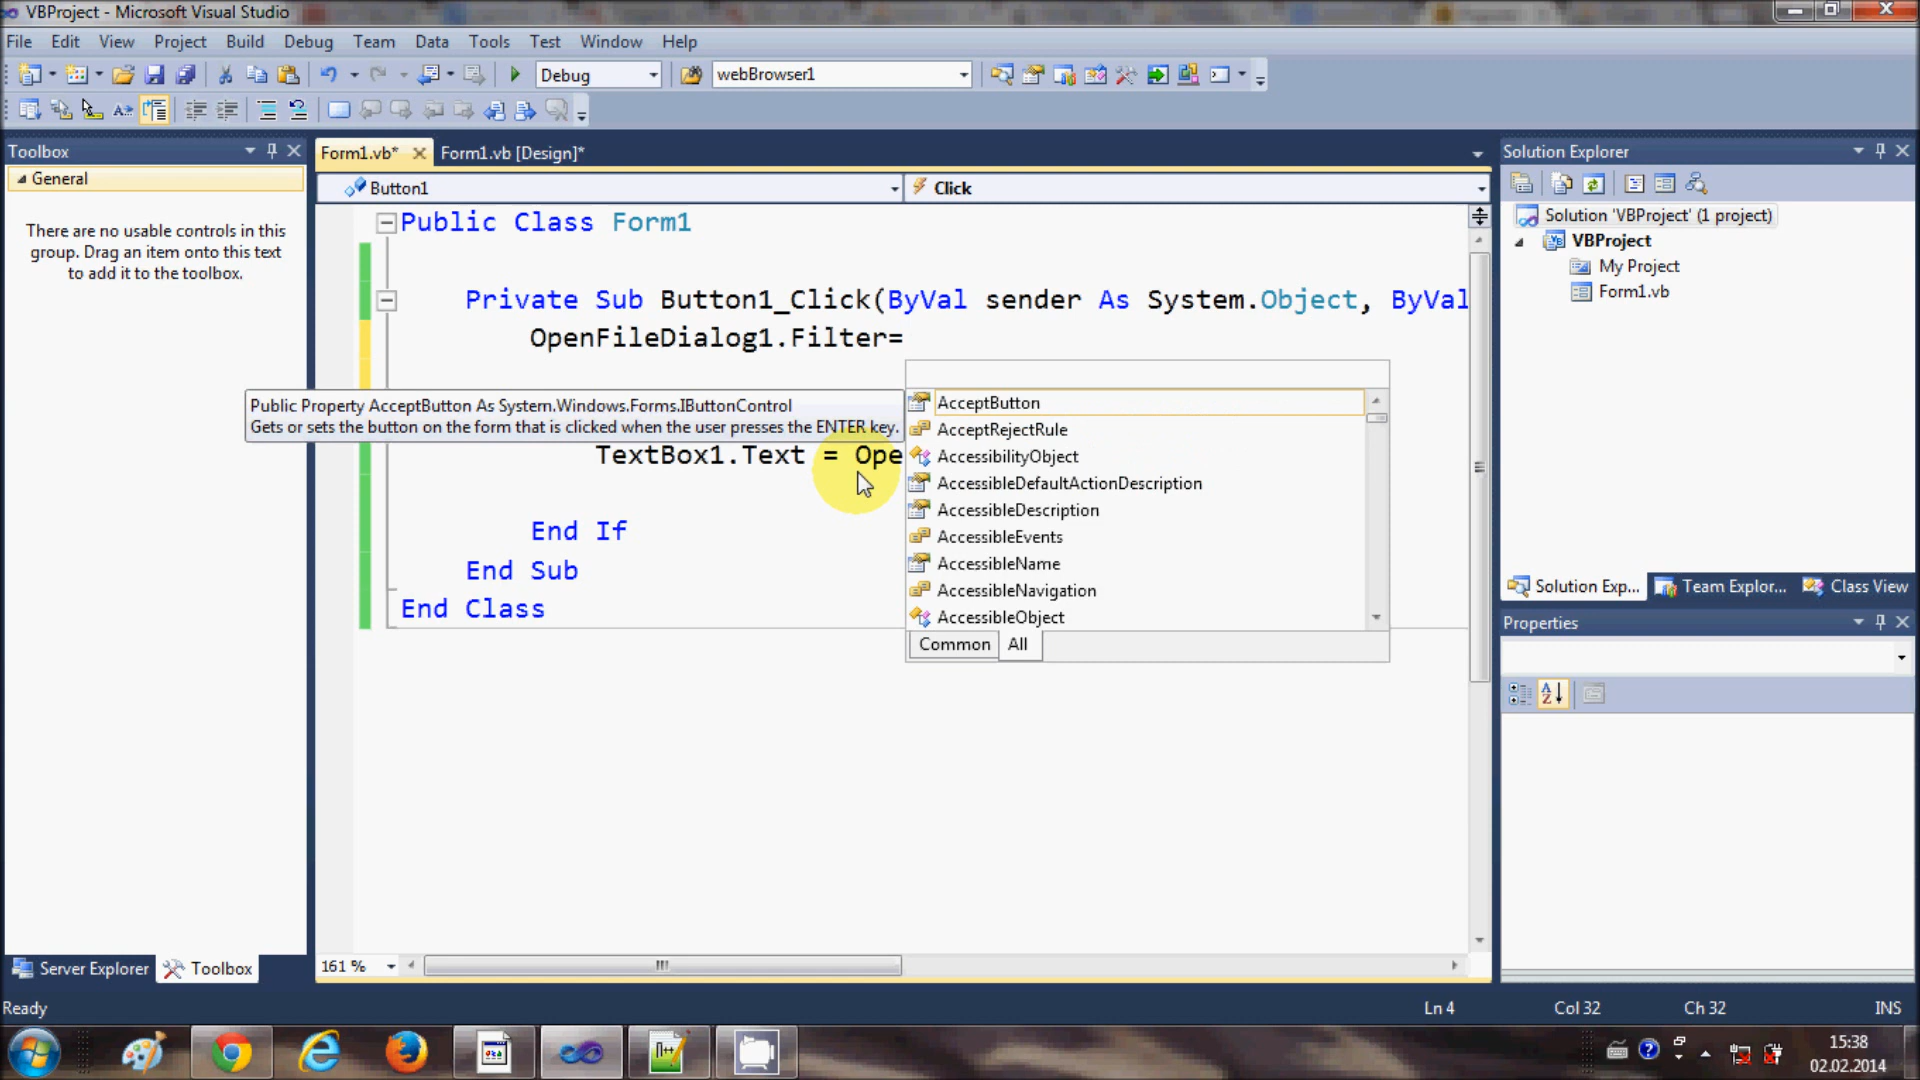 VBProject - Microsoft Visual Studio
File Edit View Project Build Debug Team Data Tools Test Window Help
Debug webBrowser1
Toolbox
General
There are no usable controls in this
group. Drag an item onto this text
to add it to the toolbox.
Server Explorer Toolbox
Form1.vb* Form1.vb [Design]*
Button1 Click
Public Class Form1
Private Sub Button1_Click(ByVal sender As System.Object, ByVal
OpenFileDialog1.Filter=
Public Property AcceptButton As System.Windows.Forms.IButtonControl
Gets or sets the button on the form that is clicked when the user presses the ENTER key.
TextBox1.Text = Ope
End If
End Sub
End Class
AcceptButton
AcceptRejectRule
AccessibilityObject
AccessibleDefaultActionDescription
AccessibleDescription
AccessibleEvents
AccessibleName
AccessibleNavigation
AccessibleObject
Common All
161 %
Solution Explorer
Solution 'VBProject' (1 project)
VBProject
My Project
Form1.vb
Solution Exp... Team Explor... Class View
Properties
Ready Ln 4 Col 32 Ch 32 INS
15:38
02.02.2014